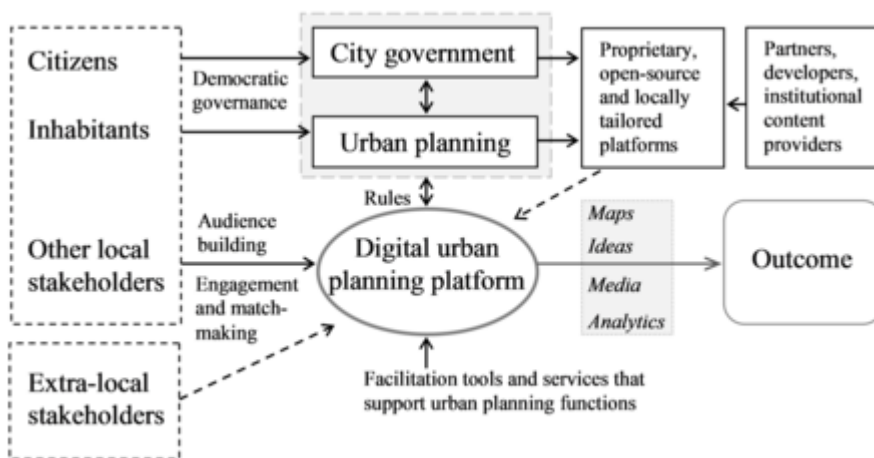 Citizens
Inhabitants
Other local
stakeholders
Extra-local
stakeholders
Democratic
governance
Audience
building
Engagement
and match-
making
City government
Urban planning
Rules
Digital urban
planning platform
Facilitation tools and services that
support urban planning functions
Proprietary,
open-source
and locally
tailored
platforms
Partners,
developers,
institutional
content
providers
Maps
Ideas
Media
Analytics
Outcome